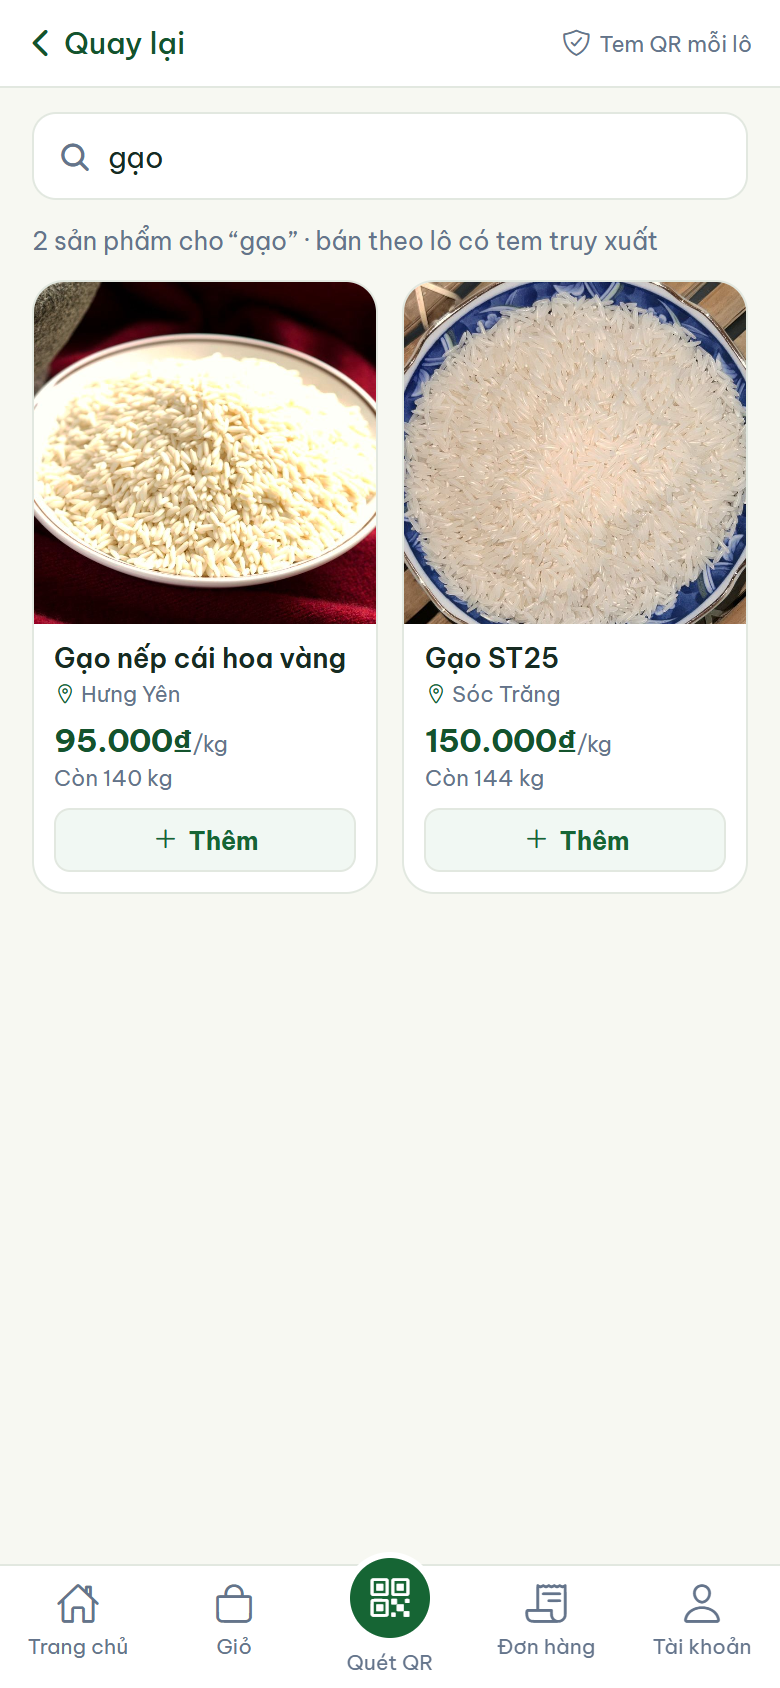 Quay lại
Tem QR mỗi lô
gạo
2 sản phẩm cho “gạo” · bán theo lô có tem truy xuất
Gạo nếp cái hoa vàng
Hưng Yên
95.000₫/kg
Còn 140 kg
+ Thêm
Gạo ST25
Sóc Trăng
150.000₫/kg
Còn 144 kg
+ Thêm
Trang chủ
Giỏ
Quét QR
Đơn hàng
Tài khoản